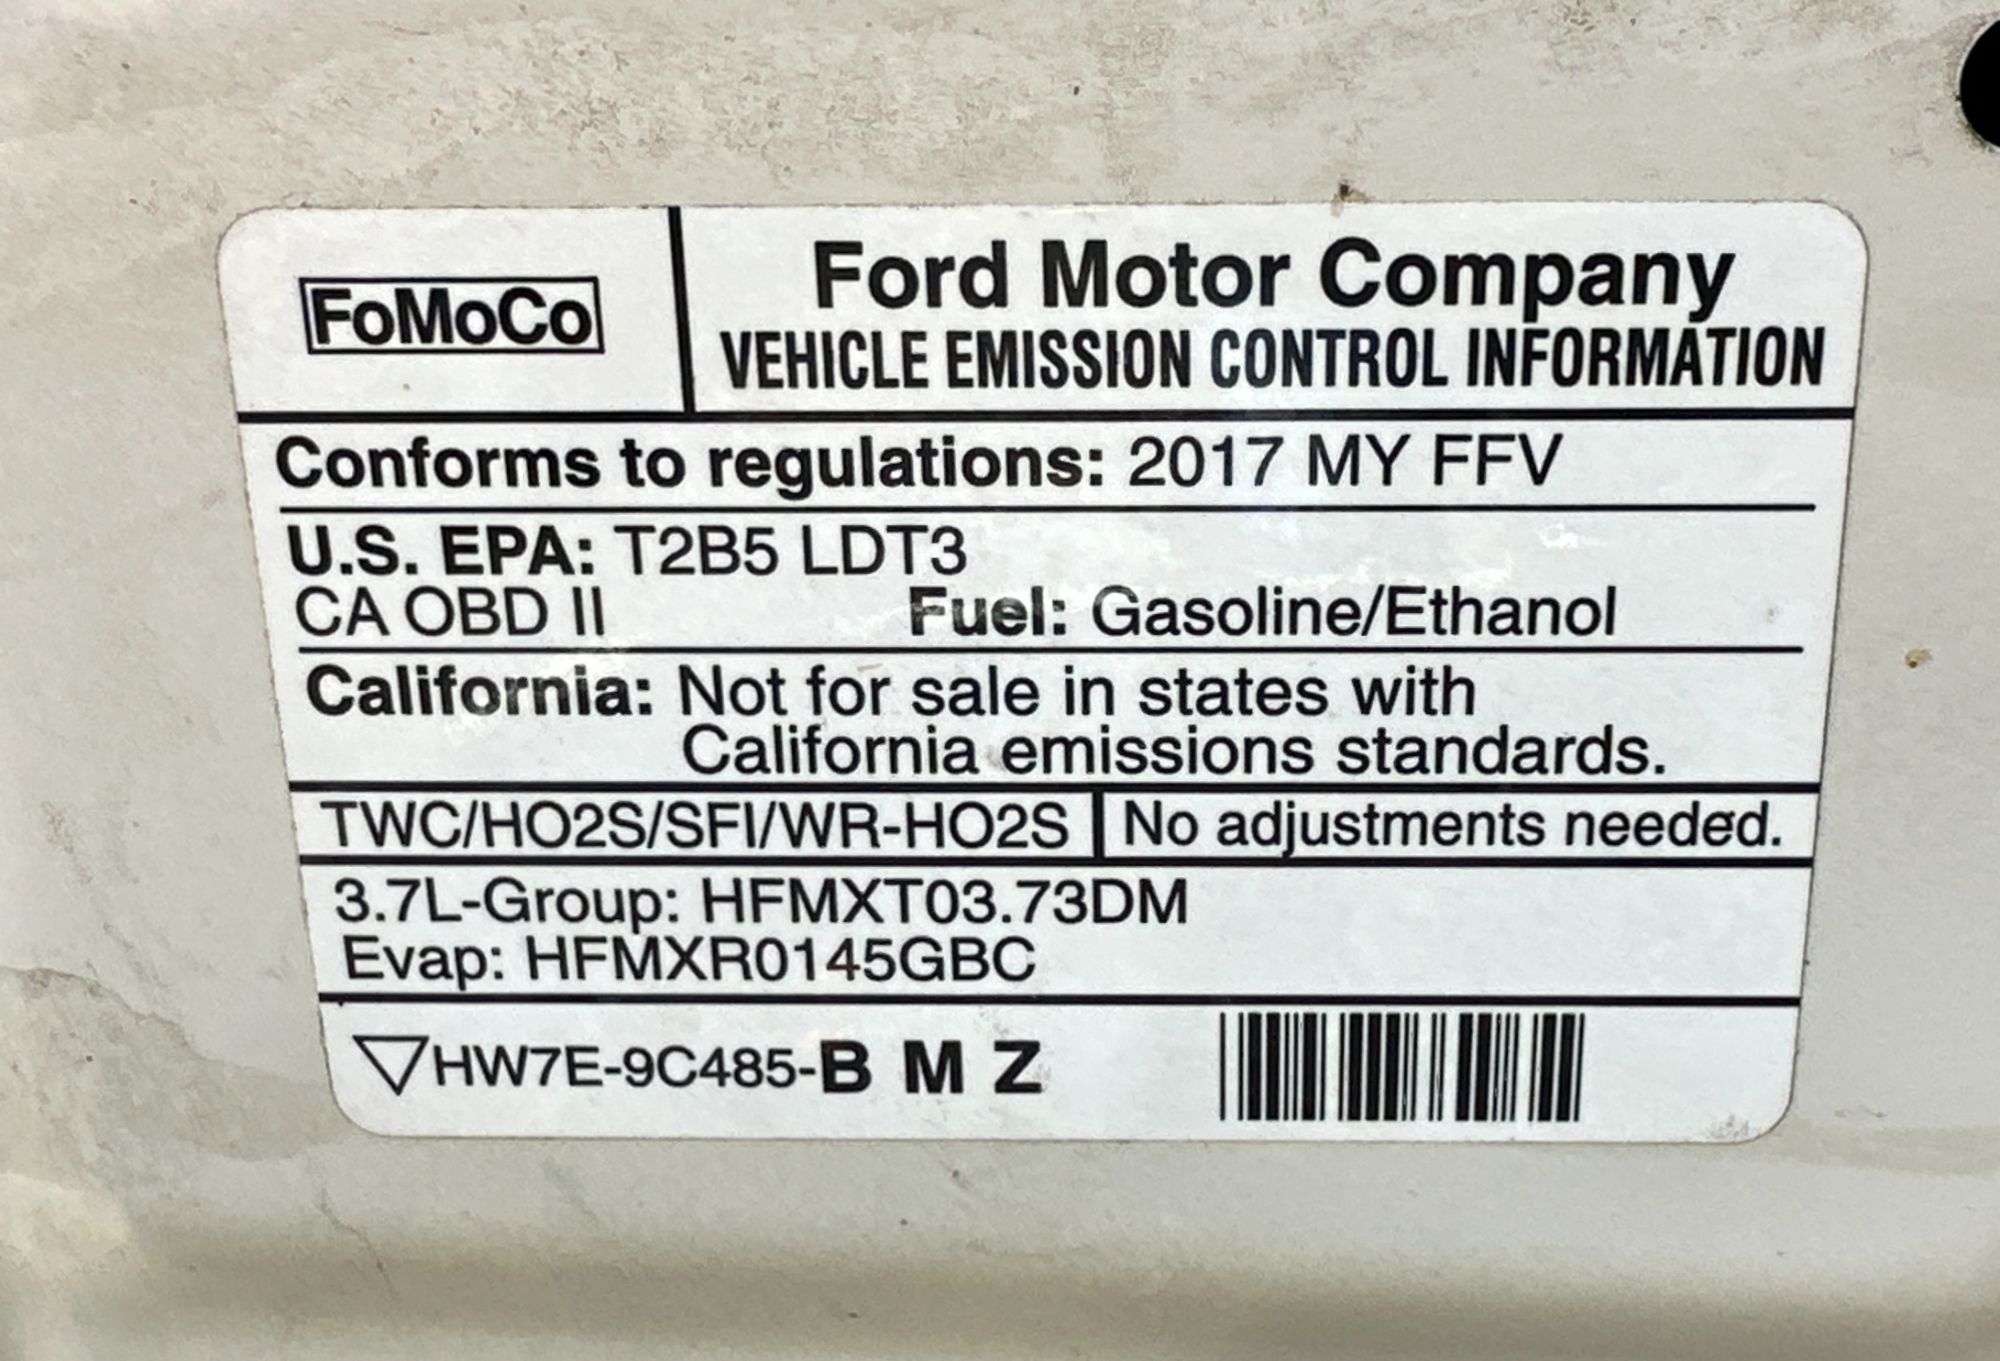 FoMoCo
Ford Motor Company
VEHICLE EMISSION CONTROL INFORMATION
Conforms to regulations: 2017 MY FFV
U.S. EPA: T2B5 LDT3
CA OBD II Fuel: Gasoline/Ethanol
California: Not for sale in states with
California emissions standards.
TWC/HO2S/SFI/WR-HO2S No adjustments needed.
3.7L-Group: HFMXT03.73DM
Evap: HFMXR0145GBC
HW7E-9C485-B M Z